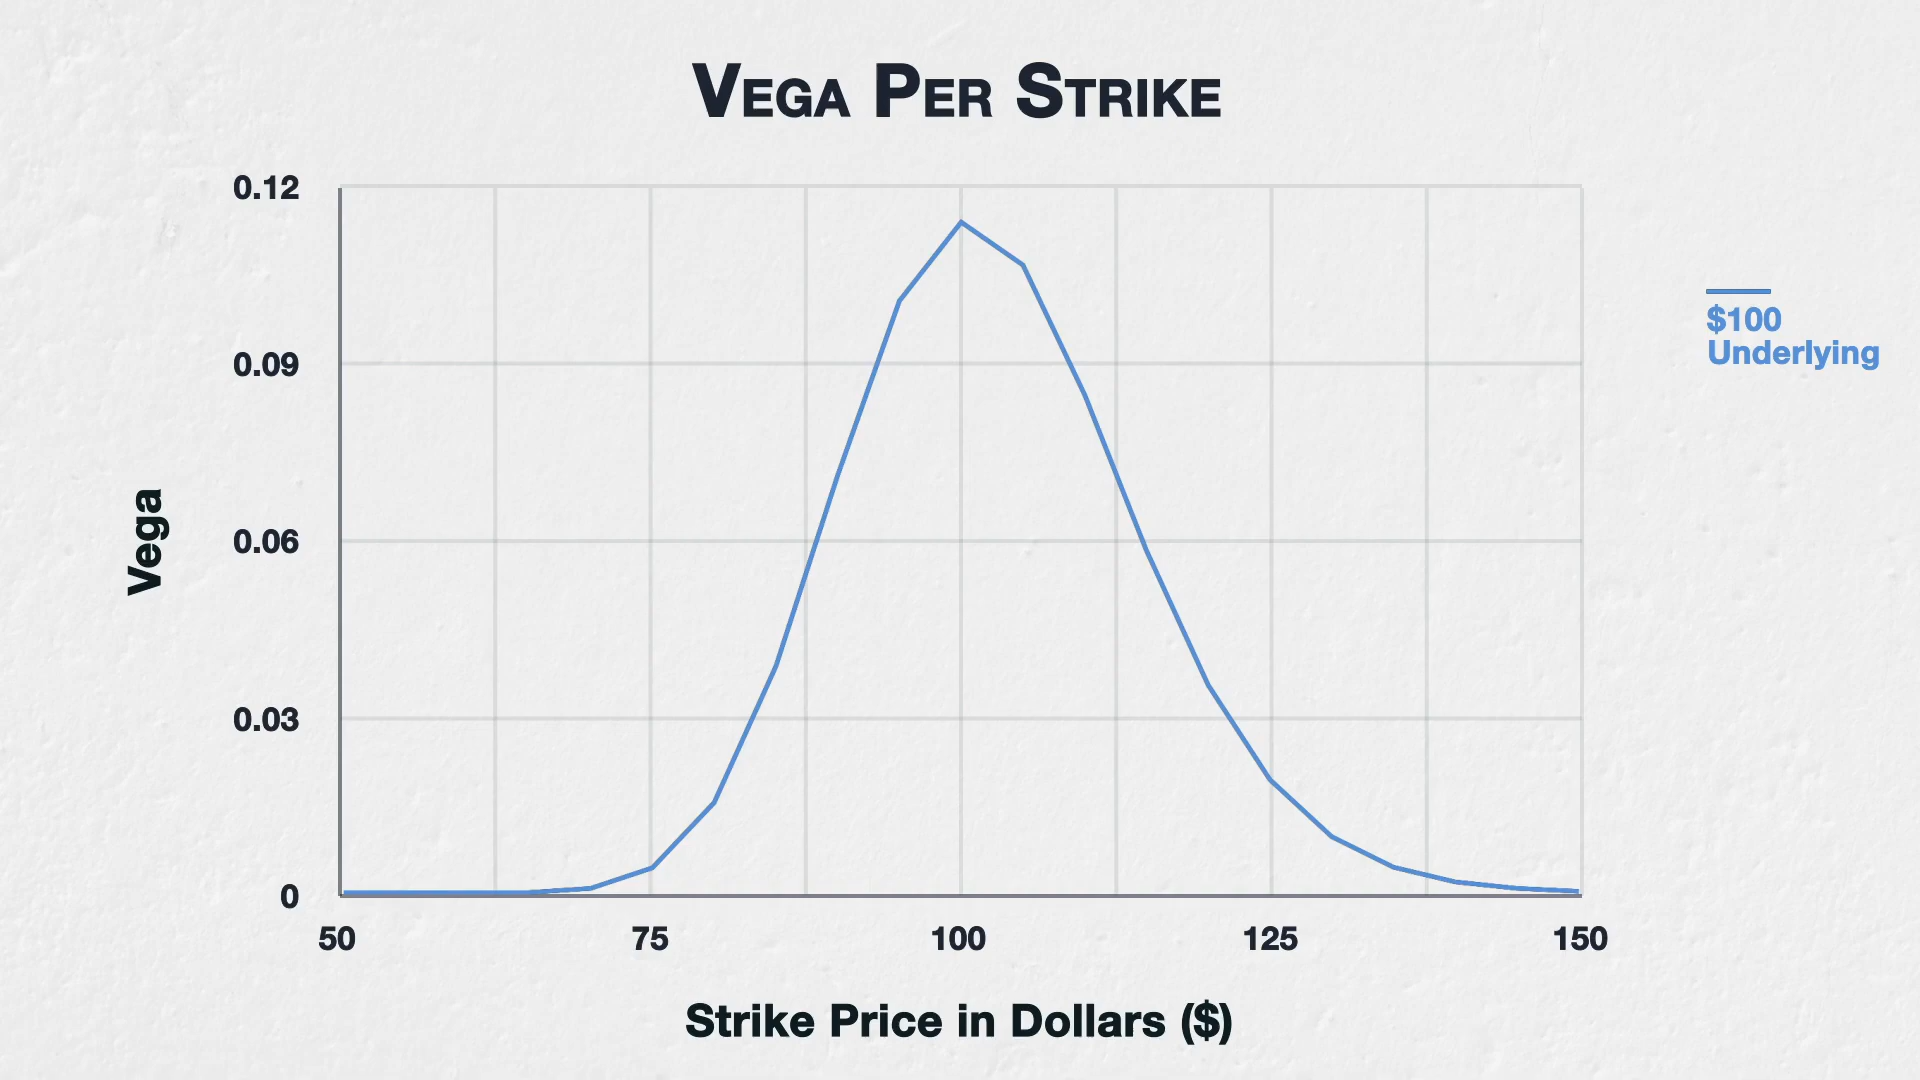 Vega Per Strike
0.12
0.09
0.06
0.03
0
Vega
50 75 100 125 150
Strike Price in Dollars ($)
$100
Underlying